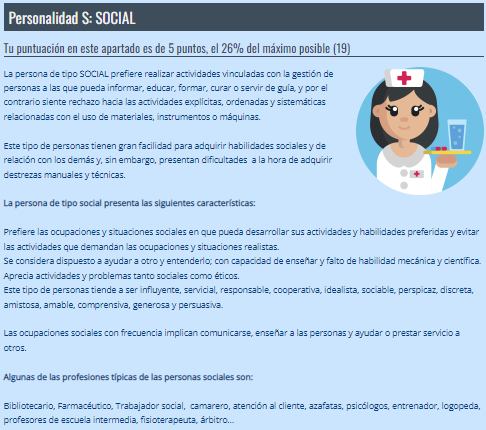 Personalidad S: SOCIAL
Tu puntuación en este apartado es de 5 puntos, el 26% del máximo posible (19)
La persona de tipo SOCIAL prefiere realizar actividades vinculadas con la gestión de
personas a las que pueda informar, educar, formar, curar o servir de guía, y por el
contrario siente rechazo hacia las actividades explícitas, ordenadas y sistemáticas
relacionadas con el uso de materiales, instrumentos o máquinas.
Este tipo de personas tienen gran facilidad para adquirir habilidades sociales y de
relación con los demás y, sin embargo, presentan dificultades a la hora de adquirir
destrezas manuales y técnicas.
La persona de tipo social presenta las siguientes características:
Prefiere las ocupaciones y situaciones sociales en que pueda desarrollar sus actividades y habilidades preferidas y evitar
las actividades que demandan las ocupaciones y situaciones realistas.
Se considera dispuesto a ayudar a otro y entenderlo; con capacidad de enseñar y falto de habilidad mecánica y científica.
Aprecia actividades y problemas tanto sociales como éticos.
Este tipo de personas tiende a ser influyente, servicial, responsable, cooperativa, idealista, sociable, perspicaz, discreta,
amistosa, amable, comprensiva, generosa y persuasiva.
Las ocupaciones sociales con frecuencia implican comunicarse, enseñar a las personas y ayudar o prestar servicio a
otros.
Algunas de las profesiones típicas de las personas sociales son:
Bibliotecario, Farmacéutico, Trabajador social, camarero, atención al cliente, azafatas, psicólogos, entrenador, logopeda,
profesores de escuela intermedia, fisioterapeuta, árbitro...